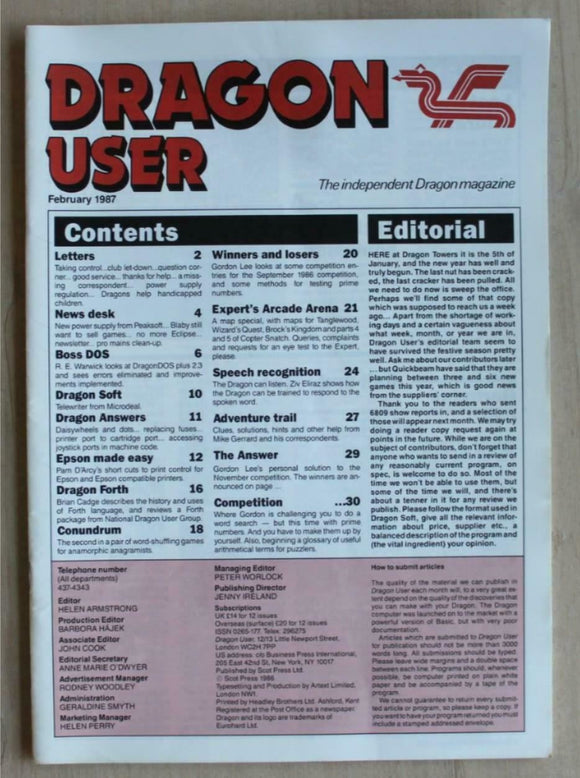 DRAGON
USER
The independent Dragon magazine
February 1987
Contents
Letters 2
Taking control...club let-down...question cor-
ner... good service... thanks for help... a miss-
ing correspondent... power supply
regulation... Dragons help handicapped
children.
News desk 4
New power supply from Peaksoft... Blaby still
want to sell games... no more Eclipse...
newsletter... pro mains clean-up.
Boss DOS 6
R. E. Warwick looks at DragonDOS plus 2.3
and sees errors eliminated and improve-
ments implemented.
Dragon Soft 10
Telewriter from Microdeal.
Dragon Answers 11
Daisywheels and dots... replacing fuses...
printer port to cartridge port... accessing
joystick ports in machine code.
Epson made easy 12
Pam D'Arcy's short cuts to print control for
Epson and Epson compatible printers.
Dragon Forth 16
Brian Cadge describes the history and uses
of Forth language, and reviews a Forth
package from National Dragon User Group.
Conundrum 18
The second in a pair of word-shuffling games
for anamorphic anagramists.
Winners and losers 20
Gordon Lee looks at some competition en-
tries for the September 1986 competition,
and some methods for testing prime
numbers.
Expert's Arcade Arena 21
A map special, with maps for Tanglewood,
Wizard's Quest, Brock's Kingdom and parts 4
and 5 of Copter Snatch. Queries, complaints
and requests for an eye test to the Expert,
please.
Speech recognition 24
The Dragon can listen. Ziv Eliraz shows how
the Dragon can be trained to respond to the
spoken word.
Adventure trail 27
Clues, solutions, hints and other help from
Mike Gerrard and his correspondents.
The Answer 29
Gordon Lee's personal solution to the
November competition. The winners are an-
nounced on page ...
Competition ...30
Where Gordon is challenging you to do a
word search — but this time with prime
numbers. And you have to make them up by
yourself. Also, beginning a glossary of useful
arithmetical terms for puzzlers.
Editorial
HERE at Dragon Towers it is the 5th of
January, and the new year has well and
truly begun. The last nut has been crack-
ed, the last cracker has been pulled. All
we need to do now is sweep the office.
Perhaps we'll find some of that copy
which was supposed to reach us a week
ago... Apart from the shortage of work-
ing days and a certain vagueness about
what week, month, or year we are in,
Dragon User's editorial team seem to
have survived the festive season pretty
well. Ask me about our contributors later
... but Quickbeam have said that they are
planning between three and six new
games this year, which is good news
from the suppliers' corner.
Thank you to the readers who sent
6809 show reports in, and a selection of
those will appear next month. We may try
doing a reader copy request again at
points in the future. While we are on the
subject of contributors, don't forget that
anyone who wants to send in a review of
any reasonably current program, on
spec, is welcome to do so. Most of the
time we won't be able to use them, but
some of the time we will, and there's
about a tenner in it for any review we
publish. Please follow the format used in
Dragon Soft, give all the relevant infor-
mation about price, supplier etc., a
balanced description of the program and
(the vital ingredient) your opinion.
Telephone number
(All departments)
437-4343
Editor
HELEN ARMSTRONG
Production Editor
BARBORA HÁJEK
Associate Editor
JOHN COOK
Editorial Secretary
ANNE MARIE O'DWYER
Advertisement Manager
RODNEY WOODLEY
Administration
GERALDINE SMYTH
Marketing Manager
HELEN PERRY
Managing Editor
PETER WORLOCK
Publishing Director
JENNY IRELAND
Subscriptions
UK £14 for 12 issues
Overseas (surface) £20 for 12 issues
ISSN 0265-177. Telex: 296275
Dragon User, 12/13 Little Newport Street,
London WC2H 7PP
US address: c/o Business Press International,
205 East 42nd St, New York, NY 10017
Published by Scot Press Ltd.
© Scot Press 1986
Typesetting and Production by Artext Limited,
London NW1.
Printed by Headley Brothers Ltd. Ashford, Kent
Registered at the Post Office as a newspaper.
Dragon and its logo are trademarks of
Eurohard Ltd.
How to submit articles
The quality of the material we can publish in
Dragon User each month will, to a very great ex-
tent depend on the quality of the discoveries that
you can make with your Dragon. The Dragon
computer was launched on to the market with a
powerful version of Basic, but with very poor
documentation.
Articles which are submitted to Dragon User
for publication should not be more than 3000
words long. All submissions should be typed.
Please leave wide margins and a double space
between each line. Programs should, whenever
possible, be computer printed on plain white
paper and be accompanied by a tape of the
program.
We cannot guarantee to return every submit-
ted article or program, so please keep a copy. If
you want to have your program returned you must
include a stamped addressed envelope.